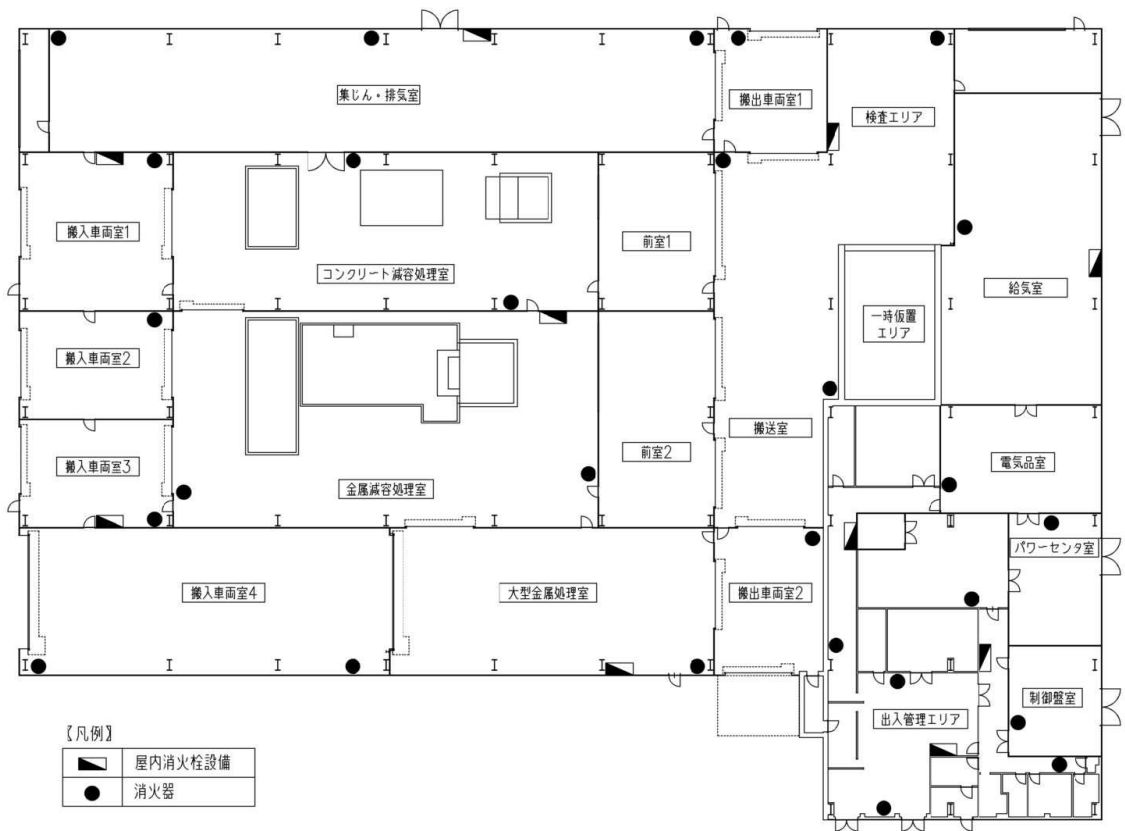 集じん・排気室
搬出車両室1
検査エリア
搬入車両室1
前室1
コンクリート減容処理室
給気室
一時仮置
エリア
搬入車両室2
搬送室
前室2
搬入車両室3
電気品室
金属減容処理室
パワーセンタ室
搬入車両室4
大型金属処理室
搬出車両室2
制御盤室
出入管理エリア
〖凡例〗
屋内消火栓設備
消火器